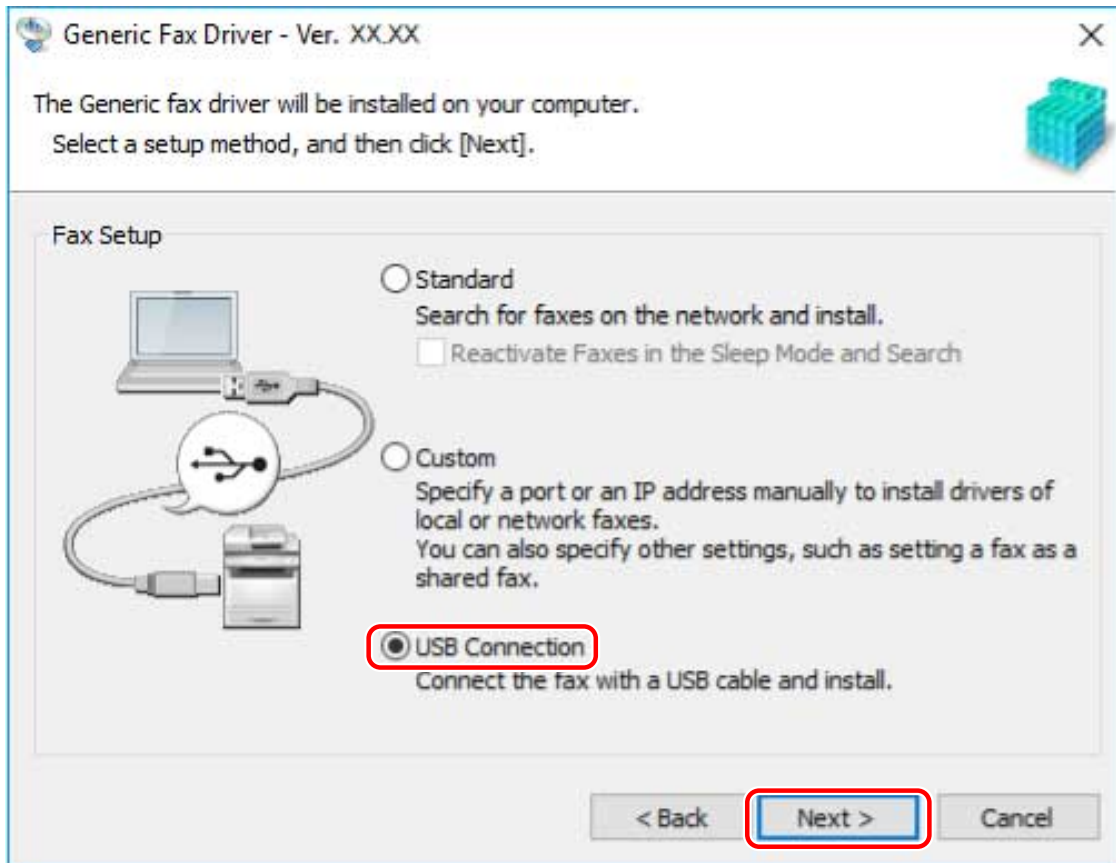 Generic Fax Driver - Ver. XX.XX
The Generic fax driver will be installed on your computer.
Select a setup method, and then click [Next].
Fax Setup
Standard
Search for faxes on the network and install.
Reactivate Faxes in the Sleep Mode and Search
Custom
Specify a port or an IP address manually to install drivers of
local or network faxes.
You can also specify other settings, such as setting a fax as a
shared fax.
USB Connection
Connect the fax with a USB cable and install.
< Back
Next >
Cancel